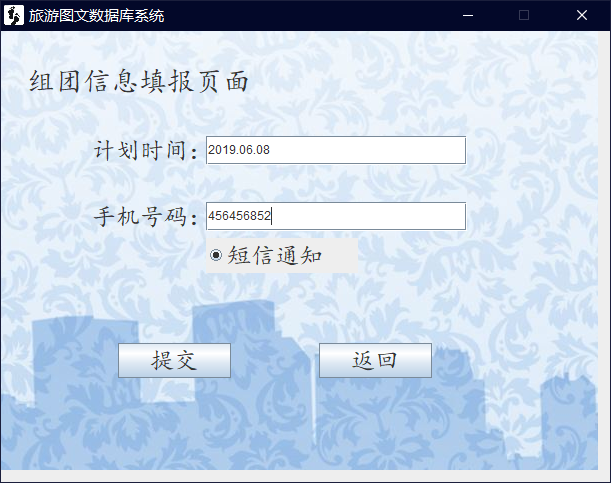 旅游图文数据库系统
组团信息填报页面
计划时间：2019.06.08
手机号码：456456852
短信通知
提交 返回